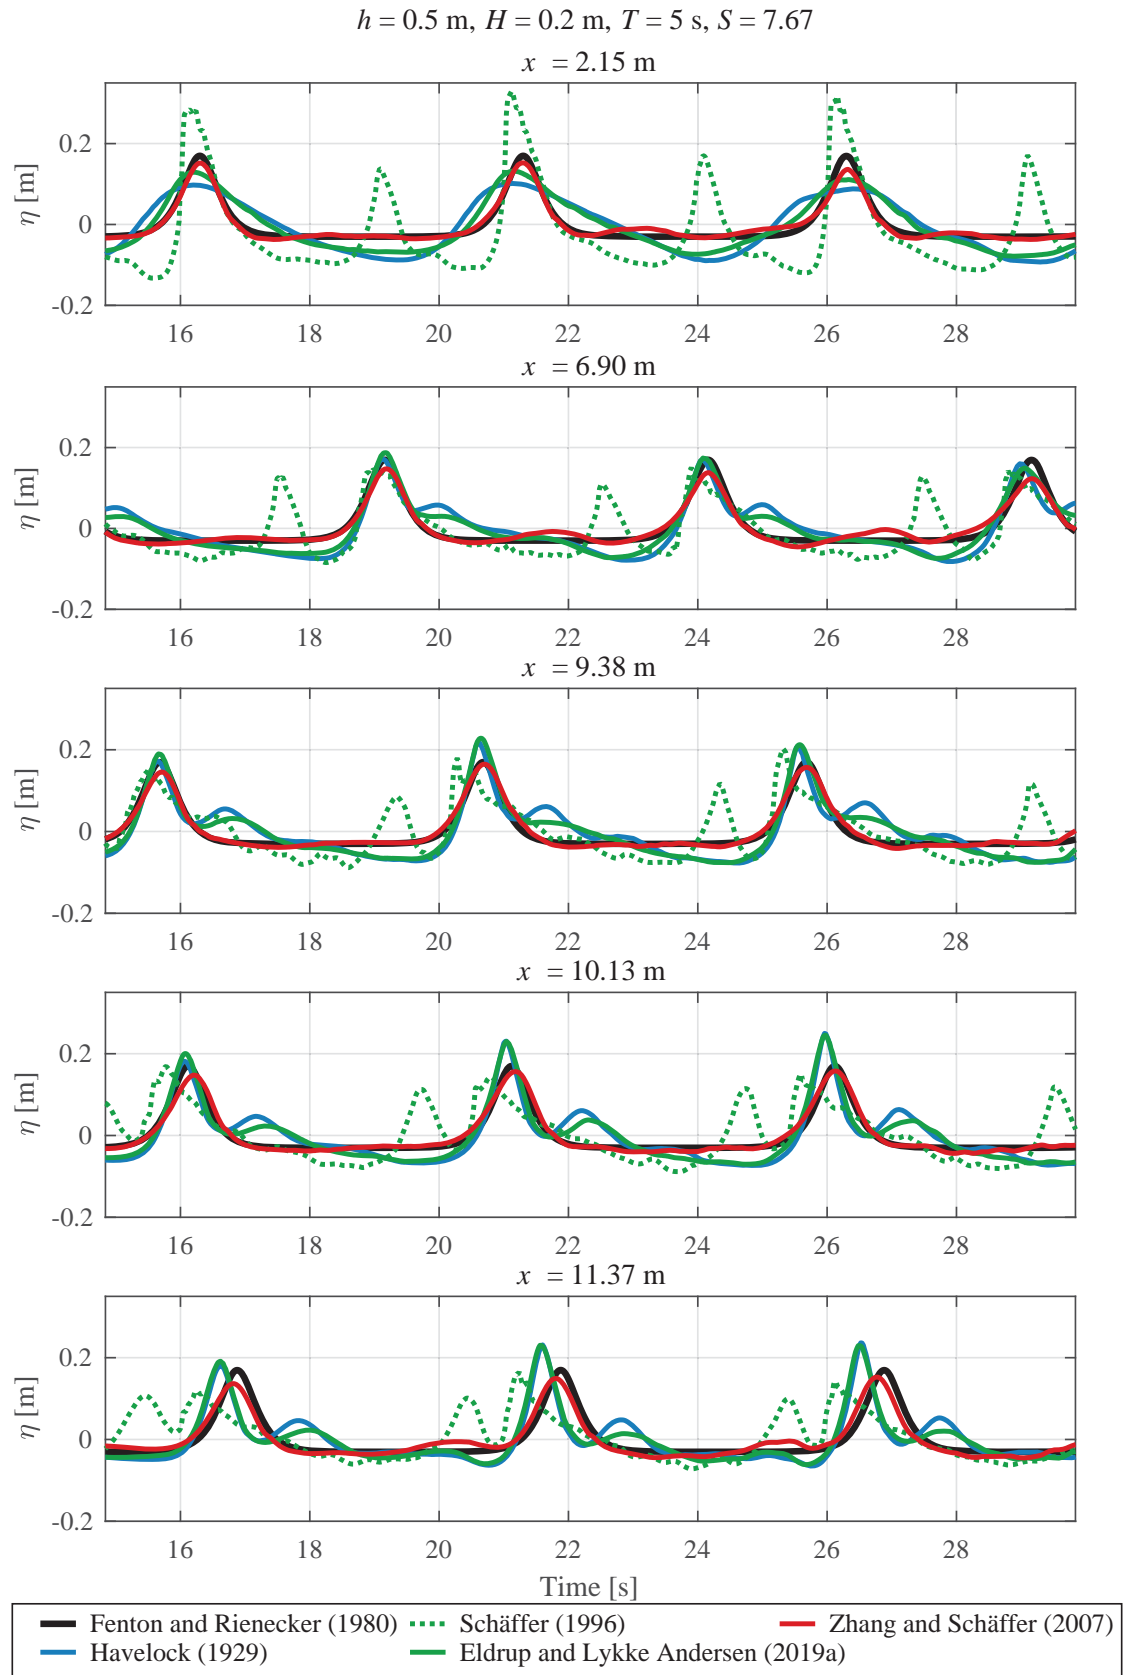 h = 0.5 m, H = 0.2 m, T = 5 s, S = 7.67
x = 2.15 m
0.2
0
-0.2
η [m]
16 18 20 22 24 26 28
x = 6.90 m
0.2
0
-0.2
η [m]
16 18 20 22 24 26 28
x = 9.38 m
0.2
0
-0.2
η [m]
16 18 20 22 24 26 28
x = 10.13 m
0.2
0
-0.2
η [m]
16 18 20 22 24 26 28
x = 11.37 m
0.2
0
-0.2
η [m]
16 18 20 22 24 26 28
Time [s]
Fenton and Rienecker (1980) Schäffer (1996) Zhang and Schäffer (2007)
Havelock (1929) Eldrup and Lykke Andersen (2019a)